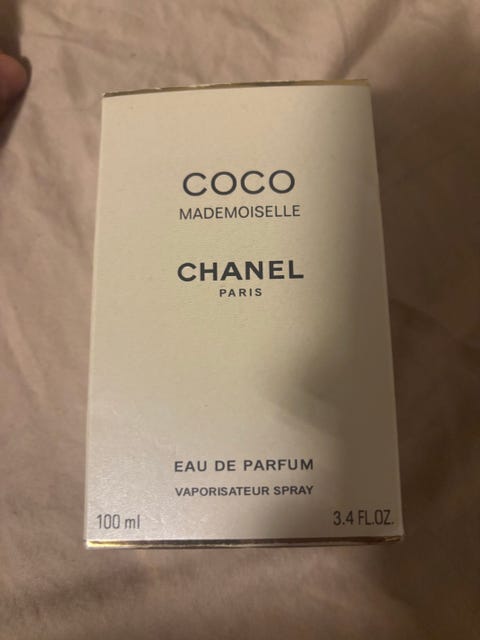 COCO
MADEMOISELLE
CHANEL
PARIS
EAU DE PARFUM
VAPORISATEUR SPRAY
100 ml 3.4 FL.OZ.